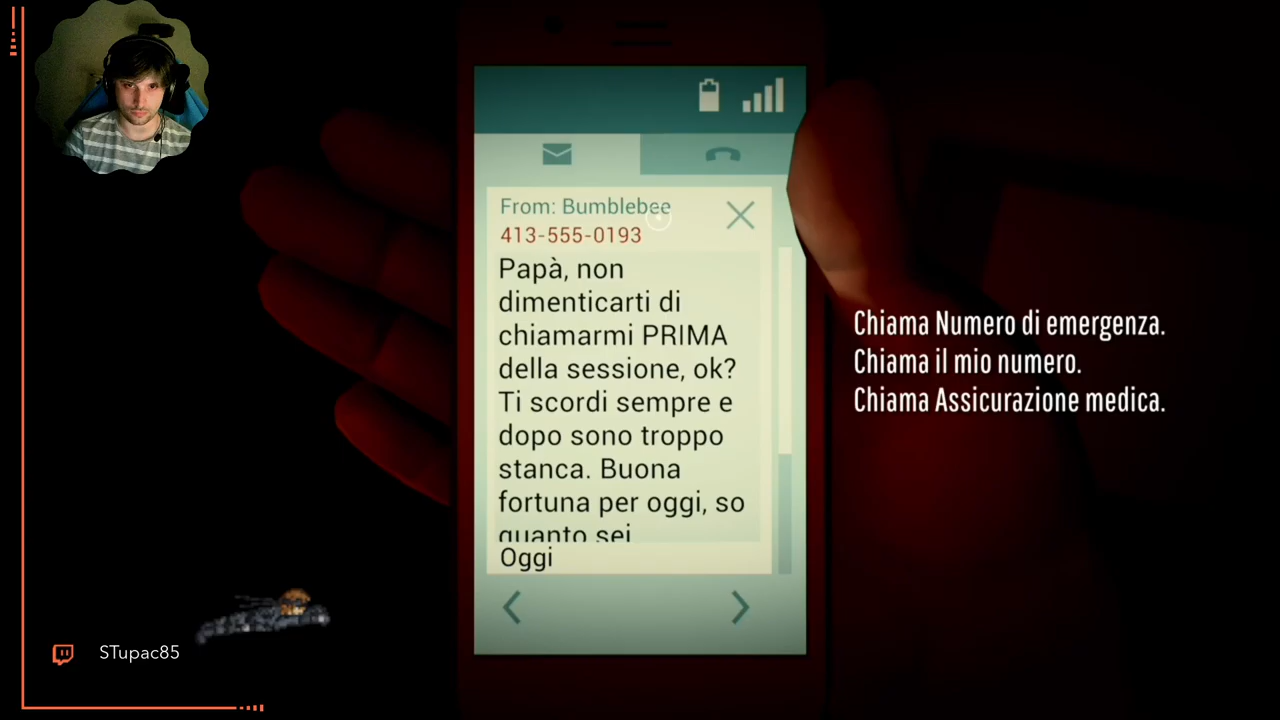 From: Bumblebee
413-555-0193
Papà, non
dimenticarti di
chiamarmi PRIMA
della sessione, ok?
Ti scordi sempre e
dopo sono troppo
stanca. Buona
fortuna per oggi, so
quanto sei
Oggi
Chiama Numero di emergenza.
Chiama il mio numero.
Chiama Assicurazione medica.
STupac85